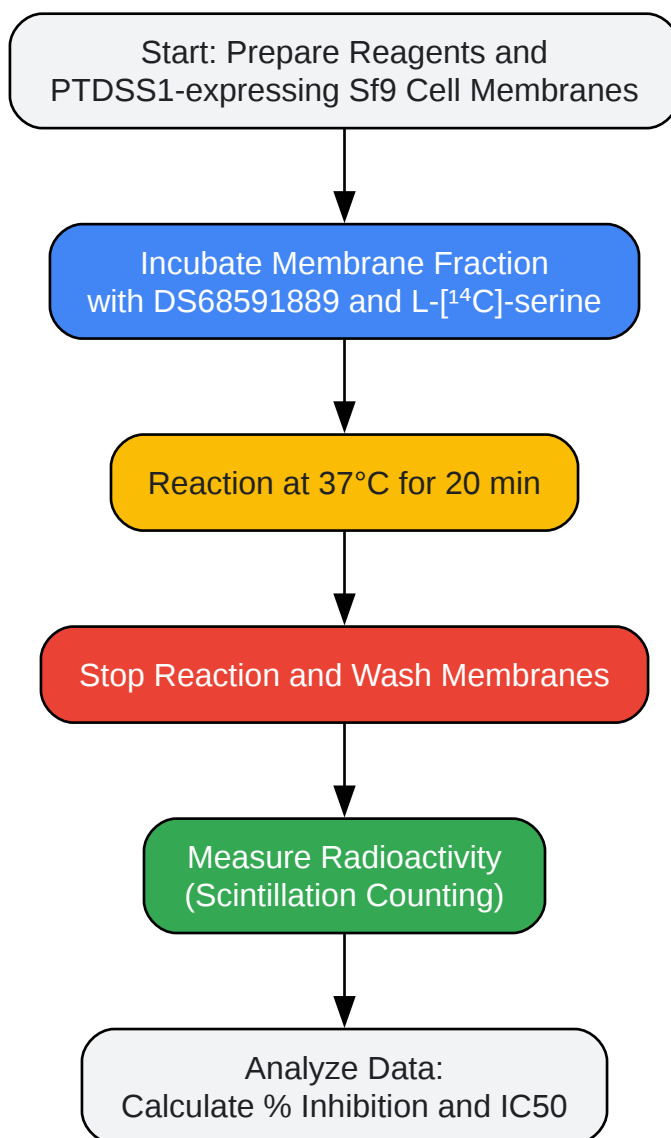 Start: Prepare Reagents and
PTDSS1-expressing Sf9 Cell Membranes
Incubate Membrane Fraction
with DS68591889 and L-[¹⁴C]-serine
Reaction at 37°C for 20 min
Stop Reaction and Wash Membranes
Measure Radioactivity
(Scintillation Counting)
Analyze Data:
Calculate % Inhibition and IC50